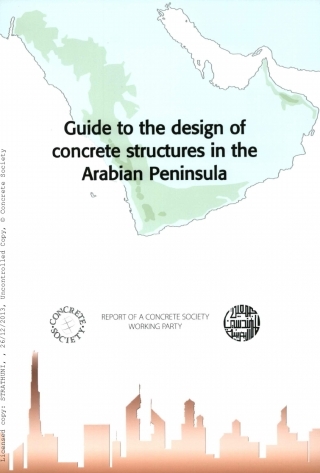 Guide to the design of
concrete structures in the
Arabian Peninsula
CONCRETE
SOCIETY
REPORT OF A CONCRETE SOCIETY
WORKING PARTY
Licensed copy: STRATHUNI, , 26/12/2013, Uncontrolled Copy, © Concrete Society